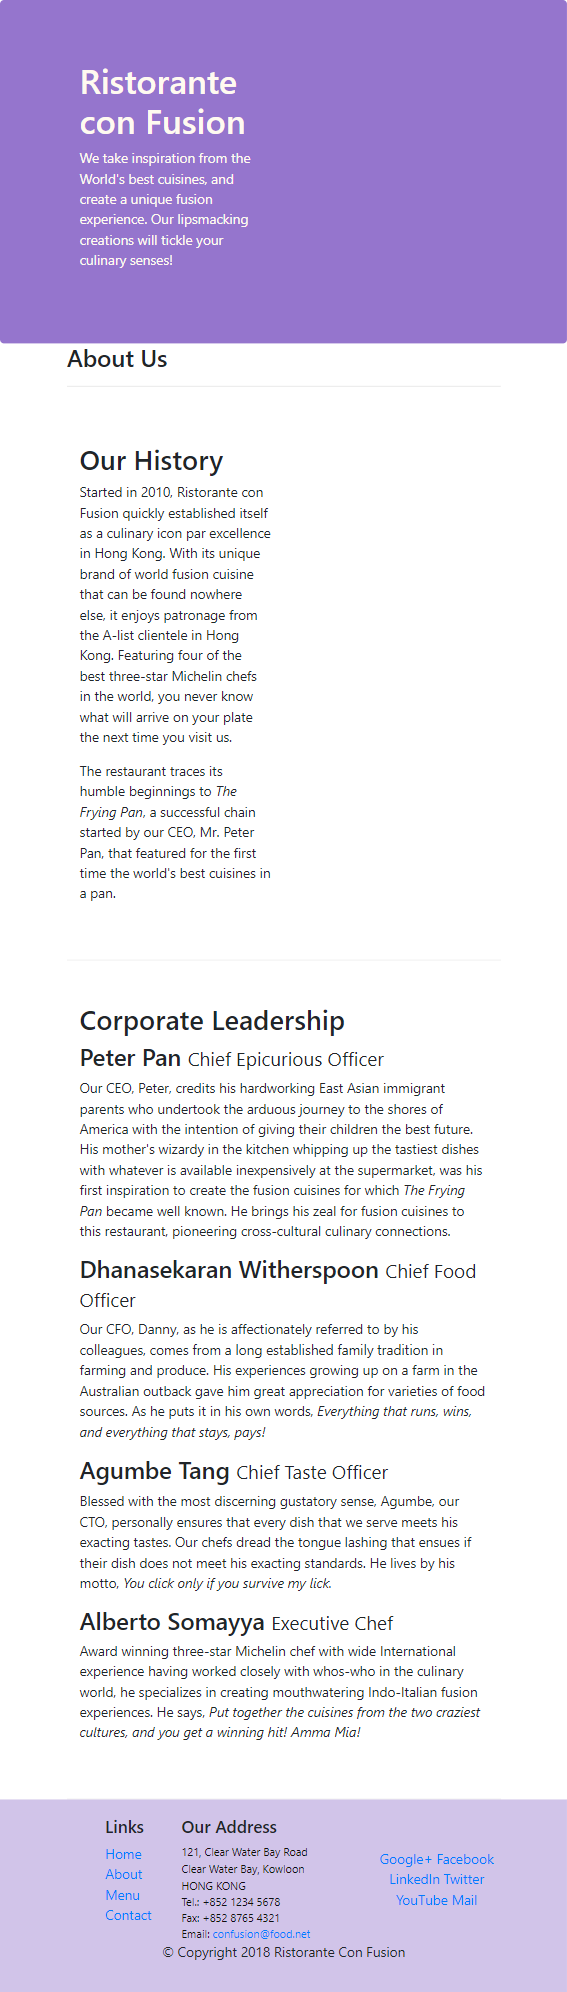 Ristorante
con Fusion
We take inspiration from the
World's best cuisines, and
create a unique fusion
experience. Our lipsmacking
creations will tickle your
culinary senses!
About Us
Our History
Started in 2010, Ristorante con
Fusion quickly established itself
as a culinary icon par excellence
in Hong Kong. With its unique
brand of world fusion cuisine
that can be found nowhere
else, it enjoys patronage from
the A-list clientele in Hong
Kong. Featuring four of the
best three-star Michelin chefs
in the world, you never know
what will arrive on your plate
the next time you visit us.
The restaurant traces its
humble beginnings to The
Frying Pan, a successful chain
started by our CEO, Mr. Peter
Pan, that featured for the first
time the world's best cuisines in
a pan.
Corporate Leadership
Peter Pan Chief Epicurious Officer
Our CEO, Peter, credits his hardworking East Asian immigrant
parents who undertook the arduous journey to the shores of
America with the intention of giving their children the best future.
His mother's wizardy in the kitchen whipping up the tastiest dishes
with whatever is available inexpensively at the supermarket, was his
first inspiration to create the fusion cuisines for which The Frying
Pan became well known. He brings his zeal for fusion cuisines to
this restaurant, pioneering cross-cultural culinary connections.
Dhanasekaran Witherspoon Chief Food
Officer
Our CFO, Danny, as he is affectionately referred to by his
colleagues, comes from a long established family tradition in
farming and produce. His experiences growing up on a farm in the
Australian outback gave him great appreciation for varieties of food
sources. As he puts it in his own words, Everything that runs, wins,
and everything that stays, pays!
Agumbe Tang Chief Taste Officer
Blessed with the most discerning gustatory sense, Agumbe, our
CTO, personally ensures that every dish that we serve meets his
exacting tastes. Our chefs dread the tongue lashing that ensues if
their dish does not meet his exacting standards. He lives by his
motto, You click only if you survive my lick.
Alberto Somayya Executive Chef
Award winning three-star Michelin chef with wide International
experience having worked closely with whos-who in the culinary
world, he specializes in creating mouthwatering Indo-Italian fusion
experiences. He says, Put together the cuisines from the two craziest
cultures, and you get a winning hit! Amma Mia!
Links
Home
About
Menu
Contact
Our Address
121, Clear Water Bay Road
Clear Water Bay, Kowloon
HONG KONG
Tel.: +852 1234 5678
Fax: +852 8765 4321
Email: confusion@food.net
Google+ Facebook
LinkedIn Twitter
YouTube Mail
© Copyright 2018 Ristorante Con Fusion